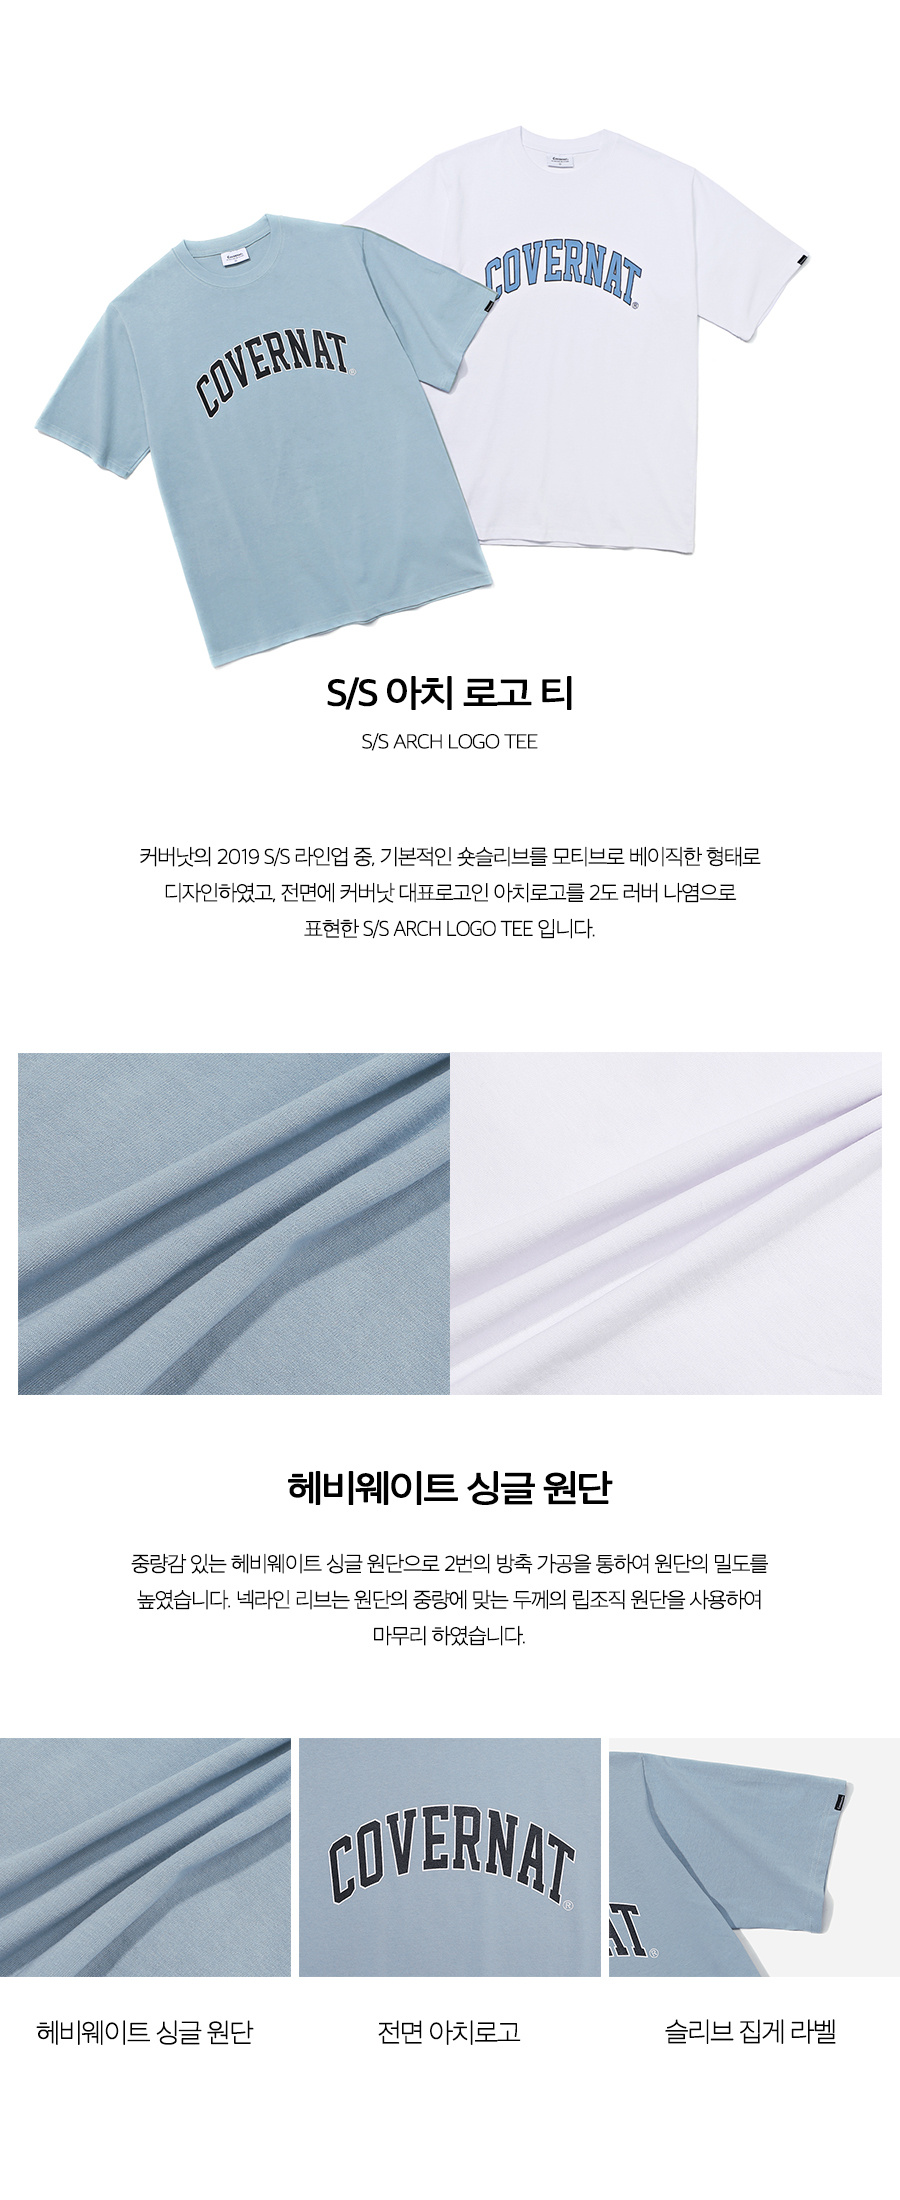 COVERNAT®
COVERNAT®
S/S 아치 로고 티
S/S ARCH LOGO TEE
커버낫의 2019 S/S 라인업 중, 기본적인 숏슬리브를 모티브로 베이직한 형태로
디자인하였고, 전면에 커버낫 대표로고인 아치로고를 2도 러버 나염으로
표현한 S/S ARCH LOGO TEE 입니다.
헤비웨이트 싱글 원단
중량감 있는 헤비웨이트 싱글 원단으로 2번의 방축 가공을 통하여 원단의 밀도를
높였습니다. 넥라인 리브는 원단의 중량에 맞는 두께의 립조직 원단을 사용하여
마무리 하였습니다.
COVERNAT®
AT®
헤비웨이트 싱글 원단
전면 아치로고
슬리브 집게 라벨